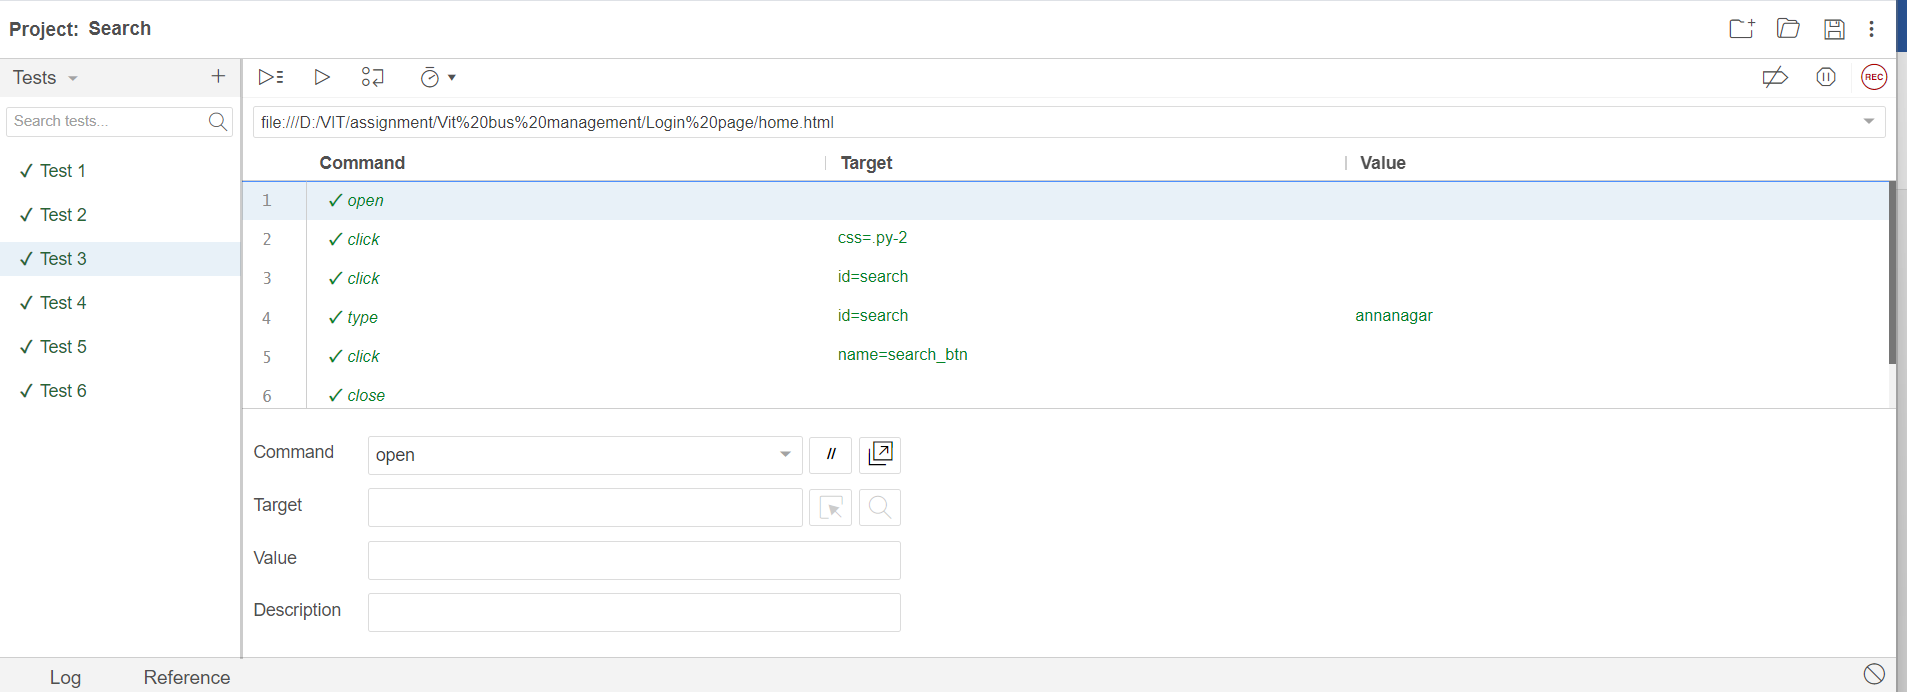 Project: Search
Tests
Search tests...
✓ Test 1
✓ Test 2
✓ Test 3
✓ Test 4
✓ Test 5
✓ Test 6
REC
file:///D:/VIT/assignment/Vit%20bus%20management/Login%20page/home.html
Command Target Value
1 ✓ open
2 ✓ click css=.py-2
3 ✓ click id=search
4 ✓ type id=search annanagar
5 ✓ click name=search_btn
6 ✓ close
Command open //
Target
Value
Description
Log Reference